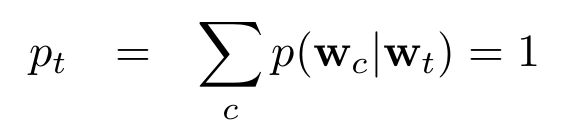 p_t = \sum_c p(\mathbf{w}_c|\mathbf{w}_t) = 1